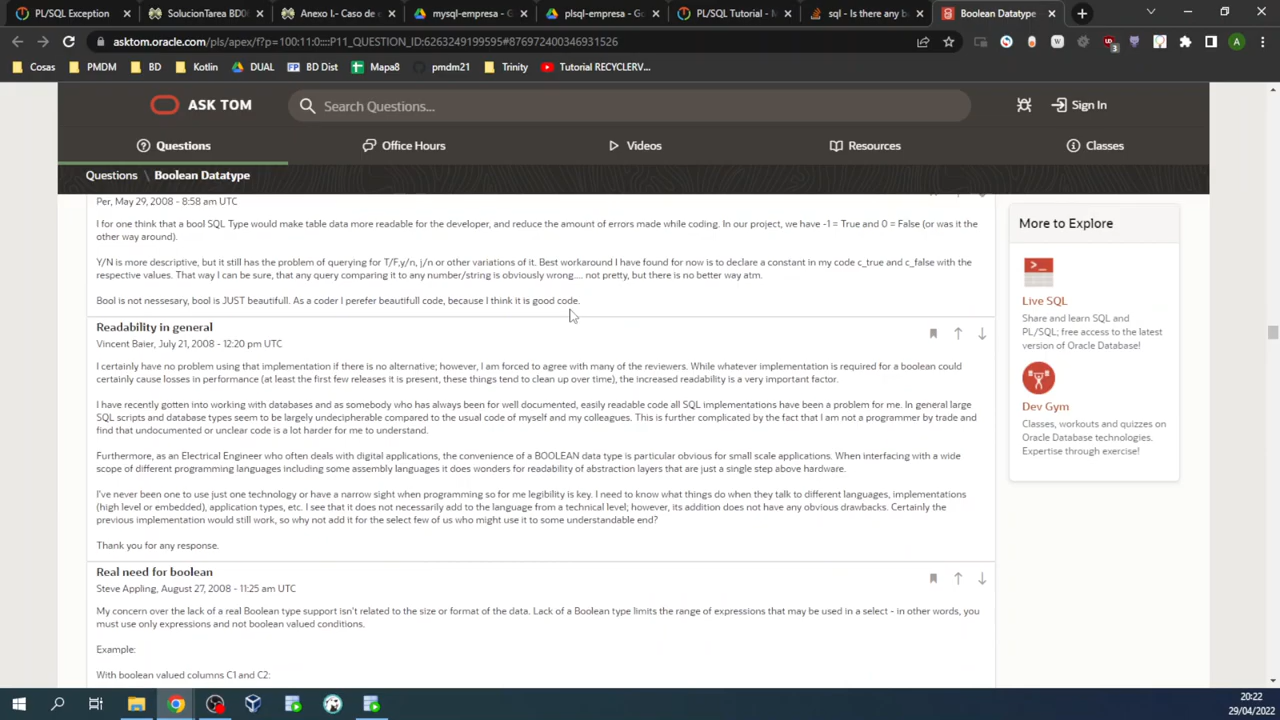 PL/SQL Exception
SolucionTarea BD0
Anexo I.- Caso de e
mysql-empresa - G
plsql-empresa - Go
PL/SQL Tutorial - M
sql - Is there any b
Boolean Datatype
asktom.oracle.com/pls/apex/f?p=100:11:0::::P11_QUESTION_ID:6263249199595#876972400346931526
3
A
Cosas
PMDM
BD
Kotlin
DUAL
FP BD Dist
Mapa8
pmdm21
Trinity
Tutorial RECYCLERV...
ASK TOM
Search Questions...
Sign In
Questions
Office Hours
Videos
Resources
Classes
Questions
Boolean Datatype
Per, May 29, 2008 - 8:58 am UTC
I for one think that a bool SQL Type would make table data more readable for the developer, and reduce the amount of errors made while coding. In our project, we have -1 = True and 0 = False (or was it the
other way around).
Y/N is more descriptive, but it still has the problem of querying for T/F,y/n, j/n or other variations of it. Best workaround I have found for now is to declare a constant in my code c_true and c_false with the
respective values. That way I can be sure, that any query comparing it to any number/string is obviously wrong.... not pretty, but there is no better way atm.
Bool is not nessesary, bool is JUST beautifull. As a coder I perefer beautifull code, because I think it is good code.
Readability in general
Vincent Baier, July 21, 2008 - 12:20 pm UTC
I certainly have no problem using that implementation if there is no alternative; however, I am forced to agree with many of the reviewers. While whatever implementation is required for a boolean could
certainly cause losses in performance (at least the first few releases it is present, these things tend to clean up over time), the increased readability is a very important factor.
I have recently gotten into working with databases and as somebody who has always been for well documented, easily readable code all SQL implementations have been a problem for me. In general large
SQL scripts and database types seem to be largely undecipherable compared to the usual code of myself and my colleagues. This is further complicated by the fact that I am not a programmer by trade and
find that undocumented or unclear code is a lot harder for me to understand.
Furthermore, as an Electrical Engineer who often deals with digital applications, the convenience of a BOOLEAN data type is particular obvious for small scale applications. When interfacing with a wide
scope of different programming languages including some assembly languages it does wonders for readability of abstraction layers that are just a single step above hardware.
I've never been one to use just one technology or have a narrow sight when programming so for me legibility is key. I need to know what things do when they talk to different languages, implementations
(high level or embedded), application types, etc. I see that it does not necessarily add to the language from a technical level; however, its addition does not have any obvious drawbacks. Certainly the
previous implementation would still work, so why not add it for the select few of us who might use it to some understandable end?
Thank you for any response.
Real need for boolean
Steve Appling, August 27, 2008 - 11:25 am UTC
My concern over the lack of a real Boolean type support isn't related to the size or format of the data. Lack of a Boolean type limits the range of expressions that may be used in a select - in other words, you
must use only expressions and not boolean valued conditions.
Example:
With boolean valued columns C1 and C2:
More to Explore
Live SQL
Share and learn SQL and
PL/SQL; free access to the latest
version of Oracle Database!
Dev Gym
Classes, workouts and quizzes on
Oracle Database technologies.
Expertise through exercise!
20:22
29/04/2022